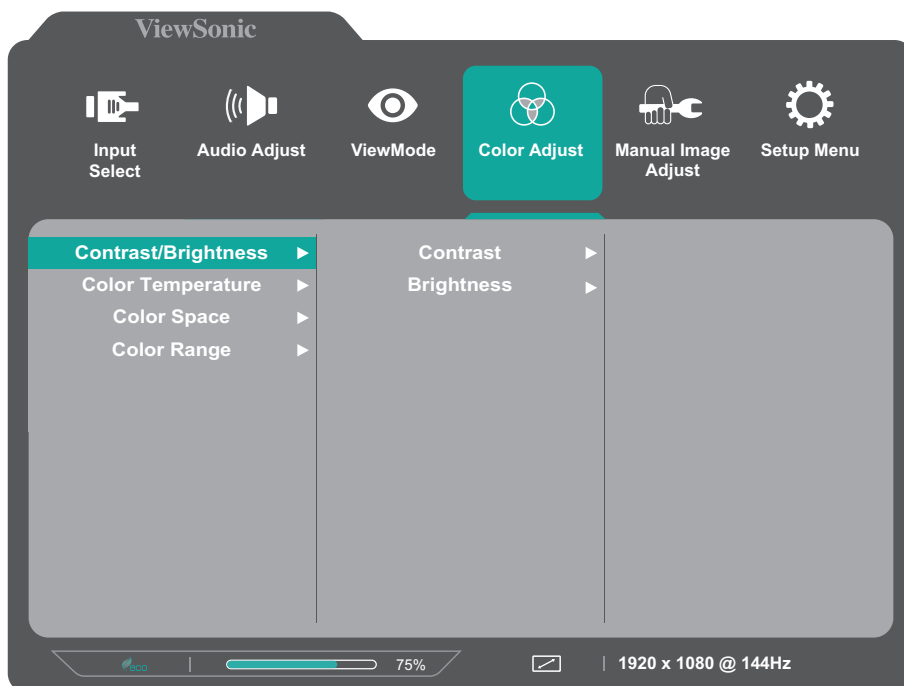 ViewSonic
Input Select
Audio Adjust
ViewMode
Color Adjust
Manual Image Adjust
Setup Menu
Contrast/Brightness
Contrast
Color Temperature
Brightness
Color Space
Color Range
eco
75%
1920 x 1080 @ 144Hz